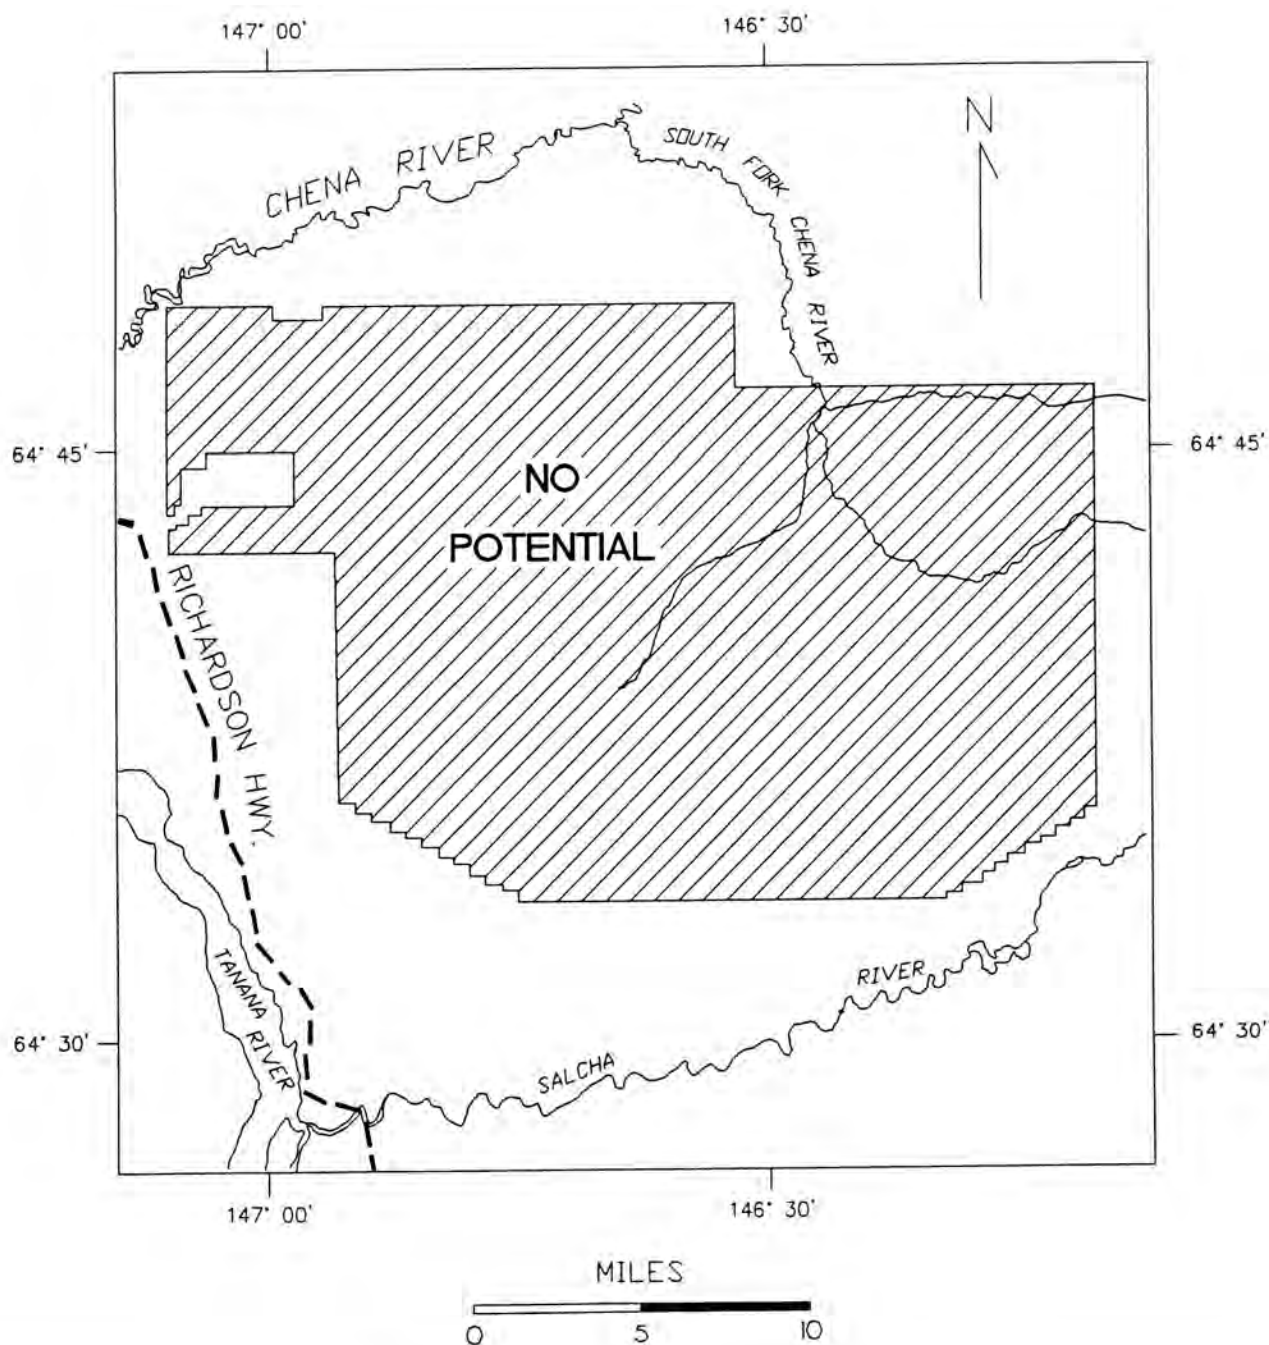 147° 00'
146° 30'
N
CHENA RIVER
SOUTH FORK CHENA RIVER
64° 45'
64° 45'
NO
POTENTIAL
RICHARDSON HWY.
TANANA RIVER
RIVER
SALCHA
64° 30'
64° 30'
147° 00'
146° 30'
MILES
0 5 10